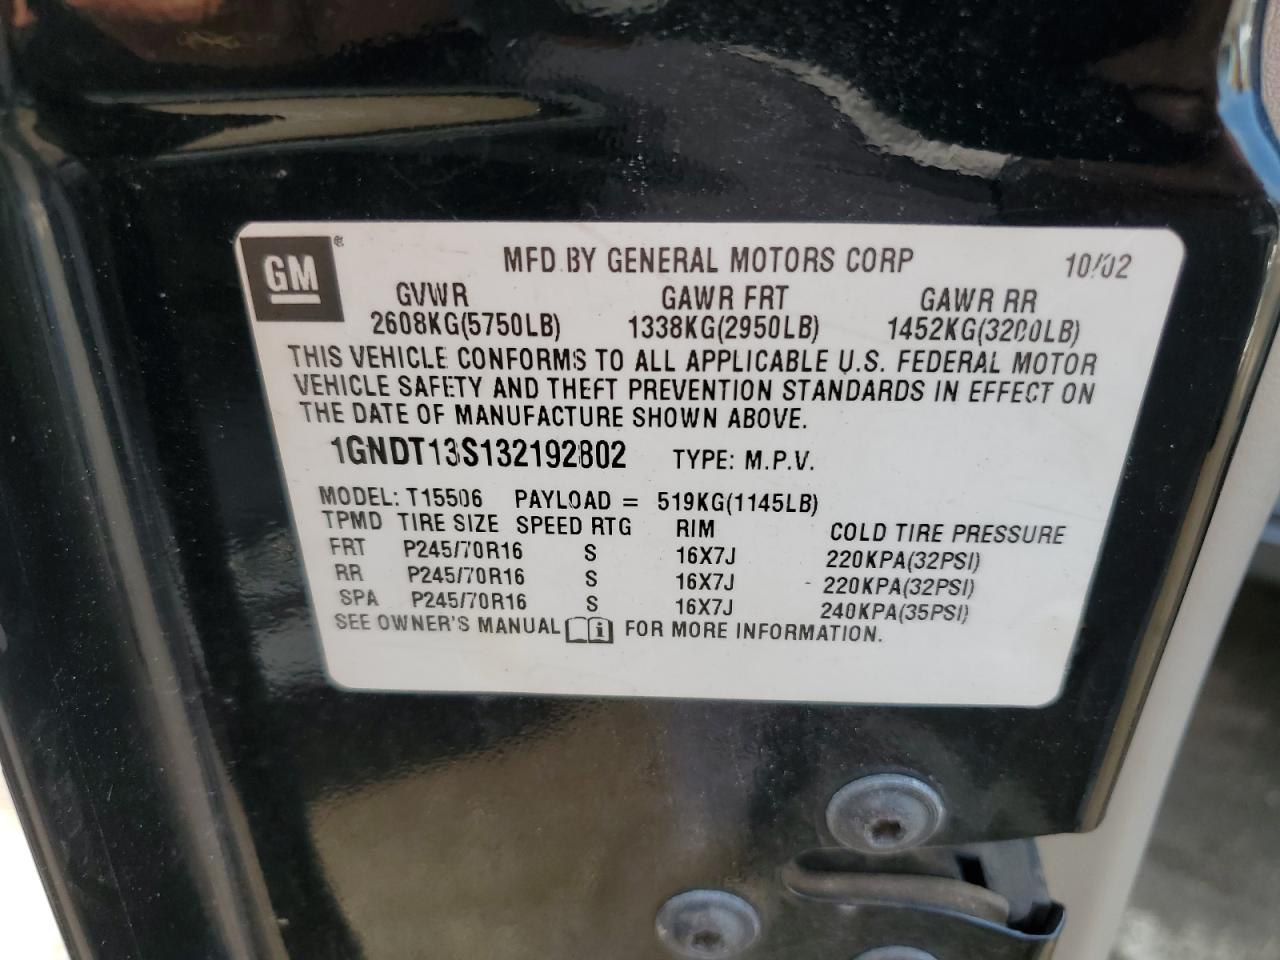 GM® MFD BY GENERAL MOTORS CORP 10/02
GVWR GAWR FRT GAWR RR
2608KG(5750LB) 1338KG(2950LB) 1452KG(3200LB)
THIS VEHICLE CONFORMS TO ALL APPLICABLE U.S. FEDERAL MOTOR
VEHICLE SAFETY AND THEFT PREVENTION STANDARDS IN EFFECT ON
THE DATE OF MANUFACTURE SHOWN ABOVE.
1GNDT13S132192802 TYPE: M.P.V.
MODEL: T15506 PAYLOAD = 519KG(1145LB)
TPMD TIRE SIZE SPEED RTG RIM COLD TIRE PRESSURE
FRT P245/70R16 S 16X7J 220KPA(32PSI)
RR P245/70R16 S 16X7J 220KPA(32PSI)
SPA P245/70R16 S 16X7J 240KPA(35PSI)
SEE OWNER'S MANUAL FOR MORE INFORMATION.